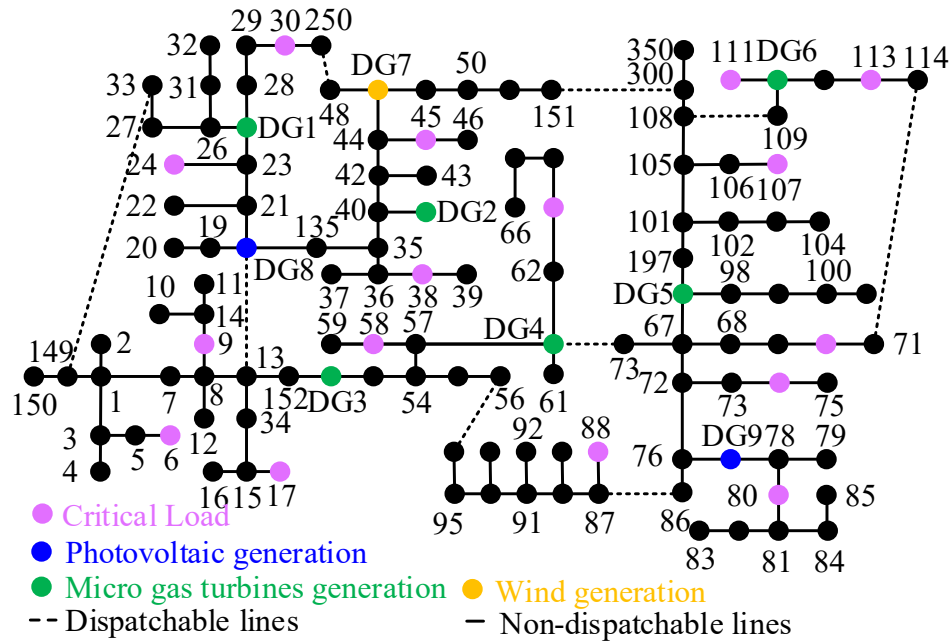 29 30 250
32
DG7 50
350
111 DG6 113 114
33 31 28
300
48 45 46 151
108
27 26 DG1 44
109
24 23 42 43
105
106 107
22 21 40 DG2 66
101
20 19 135 35
102 104
DG8 62 197
98 100
10 11 37 36 38 39
DG5
14 59 58 57 DG4 67 68
149 2 9 13 73 71
150 1 7 8 152 DG3 54 56 61 72
73 75
3 5 6 12 34
92 88 76 DG9 78 79
4 16 15 17 80 85
95 91 87 86
83 81 84
Critical Load
Photovoltaic generation
Micro gas turbines generation
Wind generation
Dispatchable lines
Non-dispatchable lines